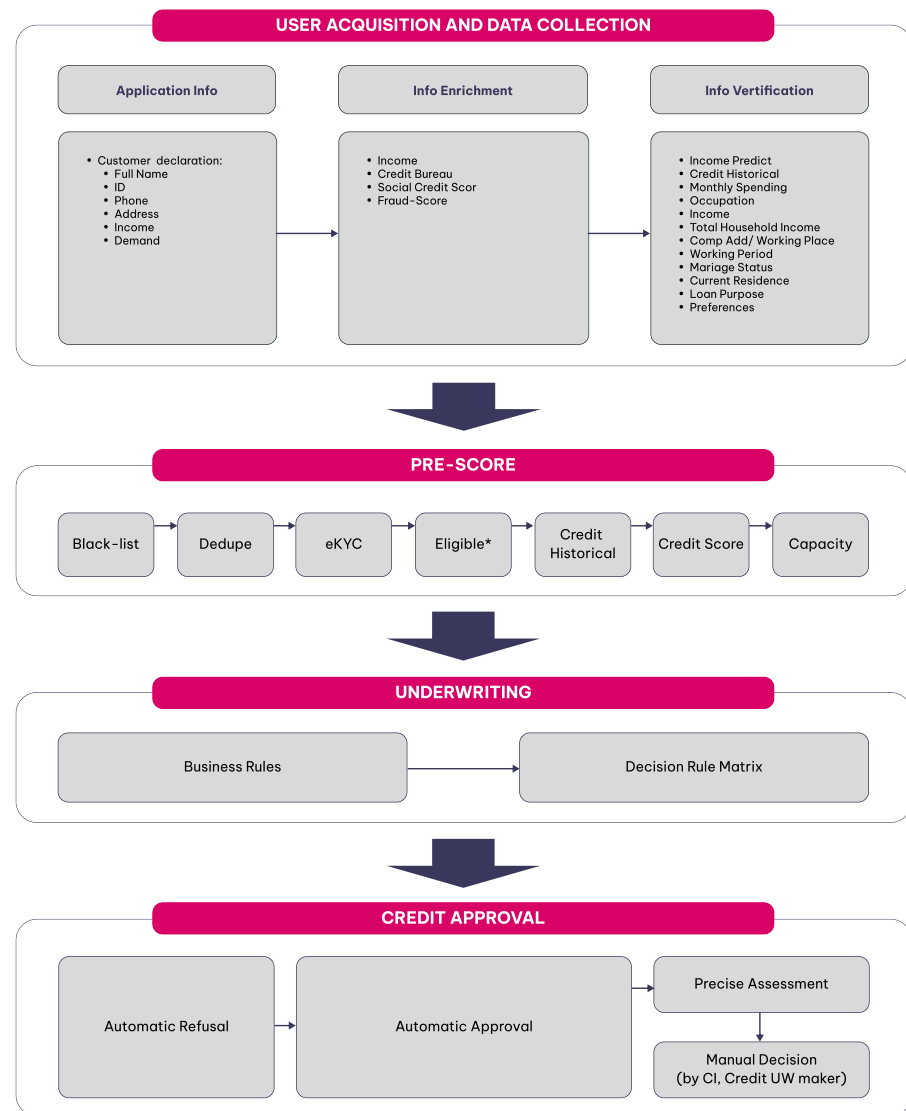 USER ACQUISITION AND DATA COLLECTION
Application Info
Info Enrichment
Info Vertification
• Customer declaration:
• Full Name
• ID
• Phone
• Address
• Income
• Demand
• Income
• Credit Bureau
• Social Credit Scor
• Fraud-Score
• Income Predict
• Credit Historical
• Monthly Spending
• Occupation
• Income
• Total Household Income
• Comp Add/ Working Place
• Working Period
• Mariage Status
• Current Residence
• Loan Purpose
• Preferences
PRE-SCORE
Black-list
Dedupe
eKYC
Eligible*
Credit
Historical
Credit Score
Capacity
UNDERWRITING
Business Rules
Decision Rule Matrix
CREDIT APPROVAL
Automatic Refusal
Automatic Approval
Precise Assessment
Manual Decision
(by CI, Credit UW maker)